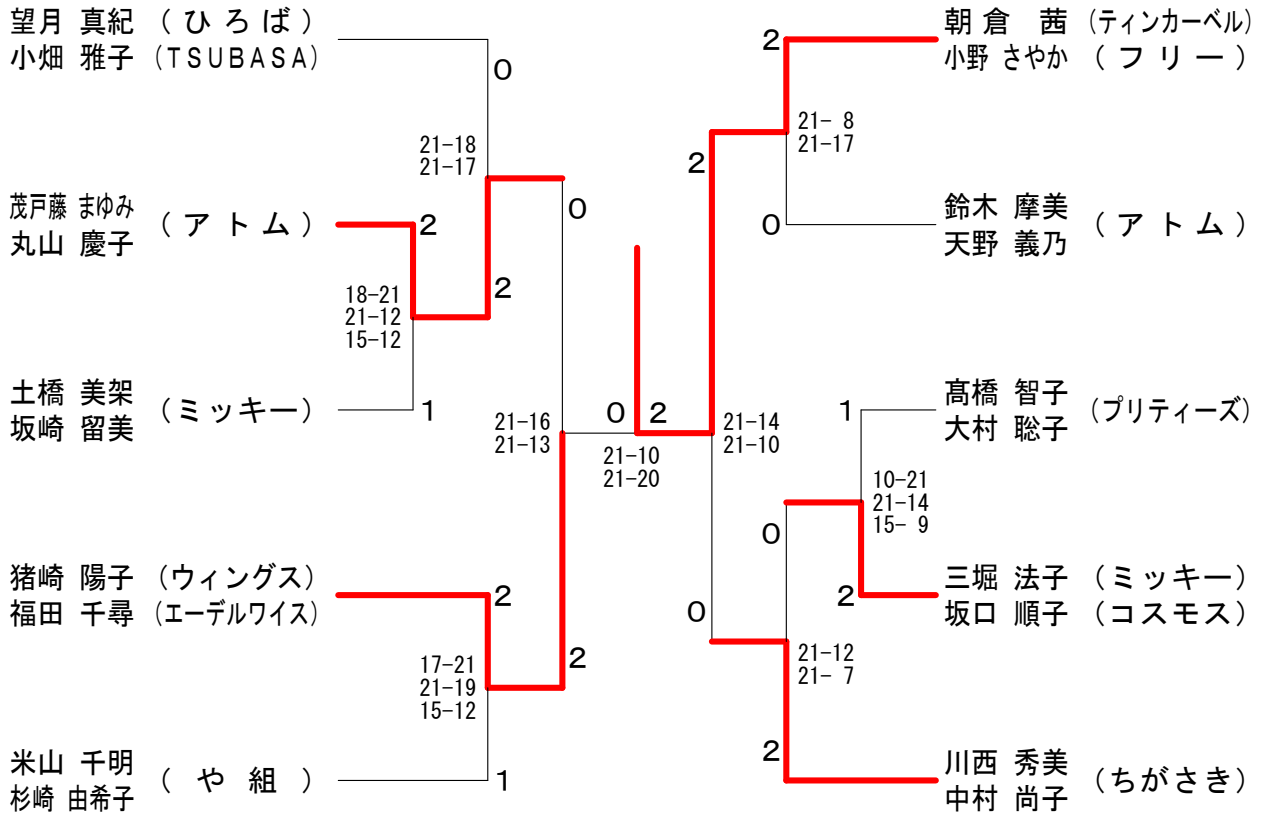 望月 真紀 (ひろば)
小畑 雅子 (TSUBASA)
0
21-18
21-17
茂戸藤 まゆみ
丸山 慶子
(アトム)
2
18-21
21-12
15-12
2
土橋 美架
坂崎 留美
(ミッキー)
1
0
21-16
21-13
猪崎 陽子 (ウィングス)
福田 千尋 (エーデルワイス)
2
17-21
21-19
15-12
2
米山 千明
杉崎 由希子
(や組)
1
0 2
21-10
21-20
朝倉 茜 (ティンカーベル)
小野 さやか (フリー)
2
21- 8
21-17
2
鈴木 摩美
天野 義乃
(アトム)
0
21-14
21-10
髙橋 智子
大村 聡子
(プリティーズ)
1
10-21
21-14
15- 9
0
三堀 法子 (ミッキー)
坂口 順子 (コスモス)
2
0
21-12
21- 7
川西 秀美
中村 尚子
(ちがさき)
2